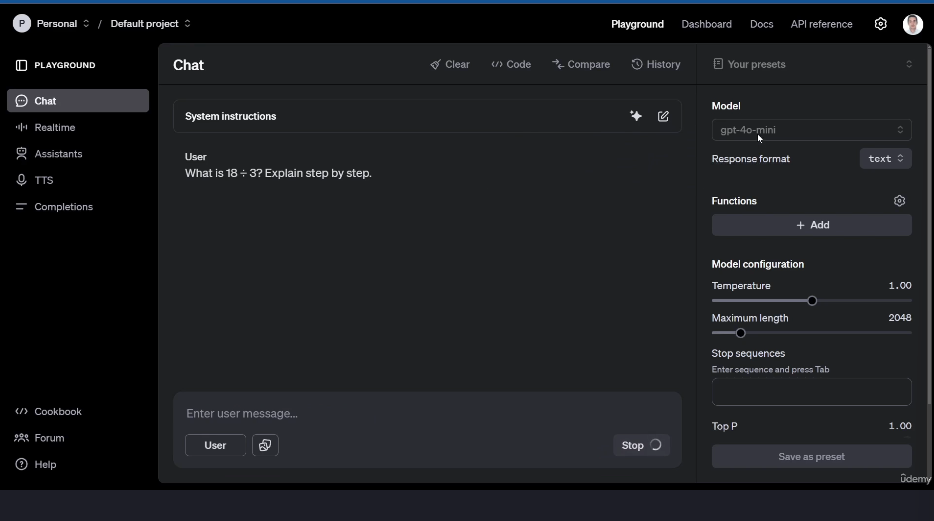 P Personal / Default project
Playground Dashboard Docs API reference
PLAYGROUND
Chat
Realtime
Assistants
TTS
Completions
Cookbook
Forum
Help
Chat
Clear Code Compare History
System instructions
User
What is 18 ÷ 3? Explain step by step.
Enter user message...
User Stop
Your presets
Model
gpt-4o-mini
Response format text
Functions
+ Add
Model configuration
Temperature 1.00
Maximum length 2048
Stop sequences
Enter sequence and press Tab
Top P 1.00
Save as preset
udemy